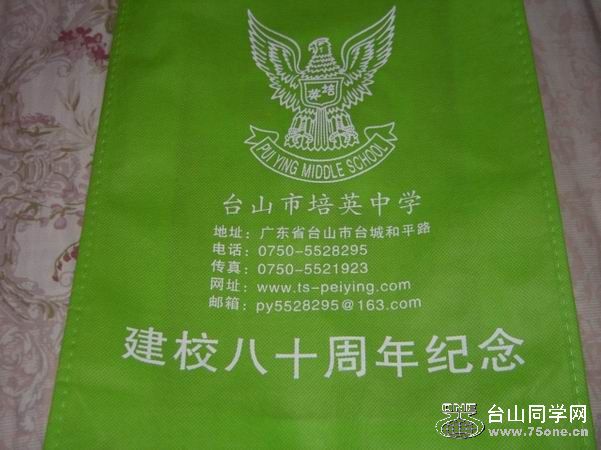 英培
PUI YING MIDDLE SCHOOL
台山市培英中学
地址：广东省台山市台城和平路
电话：0750-5528295
传真：0750-5521923
网址：www.ts-peiying.com
邮箱：py5528295@163.com
建校八十周年纪念
台山同学网
www.75one.cn